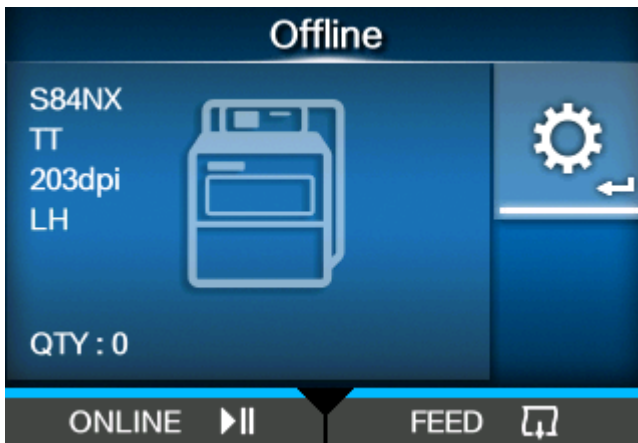 Offline
S84NX
TT
203dpi
LH
QTY : 0
ONLINE FEED